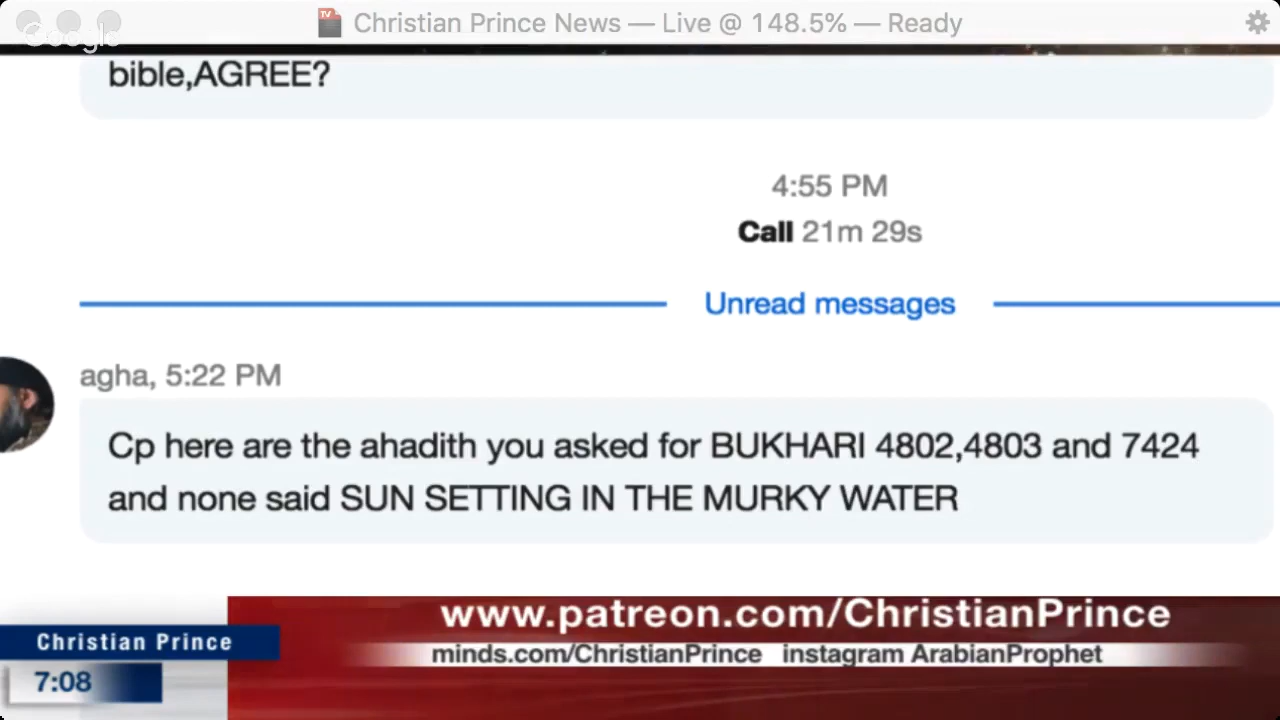 Christian Prince News — Live @ 148.5% — Ready
Google
bible,AGREE?
4:55 PM
Call 21m 29s
Unread messages
agha, 5:22 PM
Cp here are the ahadith you asked for BUKHARI 4802,4803 and 7424
and none said SUN SETTING IN THE MURKY WATER
www.patreon.com/ChristianPrince
Christian Prince
minds.com/ChristianPrince instagram ArabianProphet
7:08